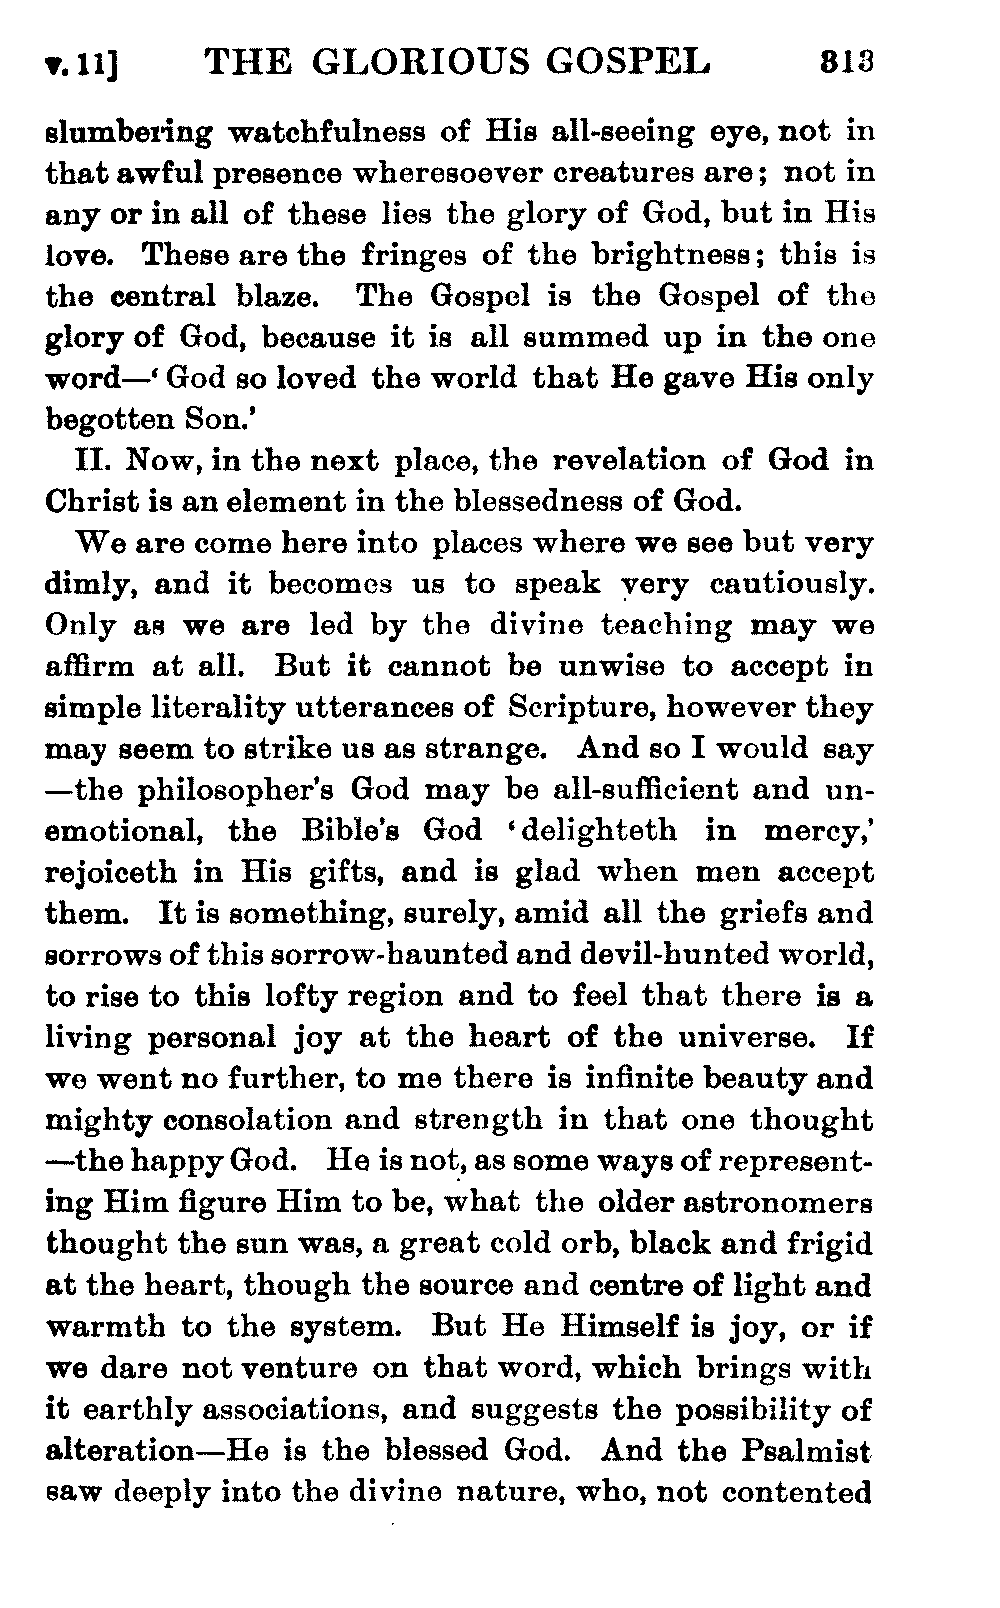 v. 11] THE GLORIOUS GOSPEL 313
slumbering watchfulness of His all-seeing eye, not in
that awful presence wheresoever creatures are; not in
any or in all of these lies the glory of God, but in His
love. These are the fringes of the brightness; this is
the central blaze. The Gospel is the Gospel of the
glory of God, because it is all summed up in the one
word—‘God so loved the world that He gave His only
begotten Son.’
II. Now, in the next place, the revelation of God in
Christ is an element in the blessedness of God.
We are come here into places where we see but very
dimly, and it becomes us to speak very cautiously.
Only as we are led by the divine teaching may we
affirm at all. But it cannot be unwise to accept in
simple literality utterances of Scripture, however they
may seem to strike us as strange. And so I would say
—the philosopher's God may be all-sufficient and un-
emotional, the Bible's God ‘delighteth in mercy,’
rejoiceth in His gifts, and is glad when men accept
them. It is something, surely, amid all the griefs and
sorrows of this sorrow-haunted and devil-hunted world,
to rise to this lofty region and to feel that there is a
living personal joy at the heart of the universe. If
we went no further, to me there is infinite beauty and
mighty consolation and strength in that one thought
—the happy God. He is not, as some ways of represent-
ing Him figure Him to be, what the older astronomers
thought the sun was, a great cold orb, black and frigid
at the heart, though the source and centre of light and
warmth to the system. But He Himself is joy, or if
we dare not venture on that word, which brings with
it earthly associations, and suggests the possibility of
alteration—He is the blessed God. And the Psalmist
saw deeply into the divine nature, who, not contented